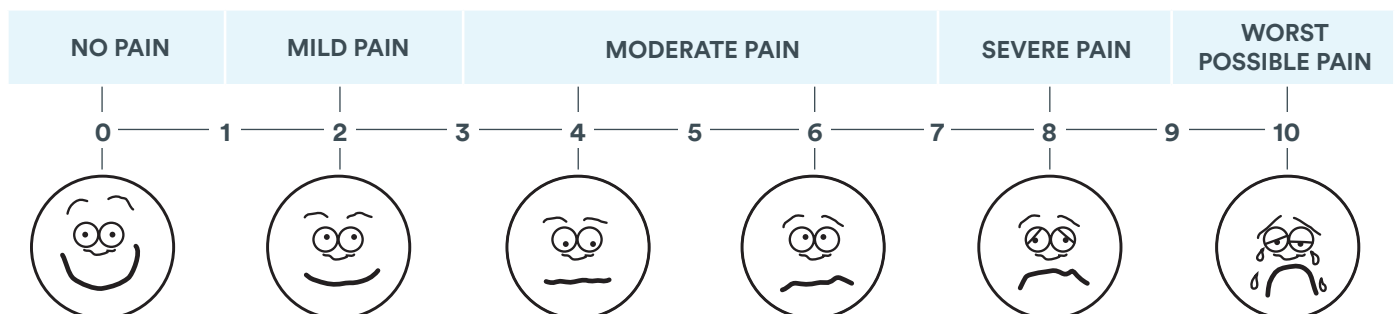 NO PAIN
MILD PAIN
MODERATE PAIN
SEVERE PAIN
WORST
POSSIBLE PAIN
0 1 2 3 4 5 6 7 8 9 10